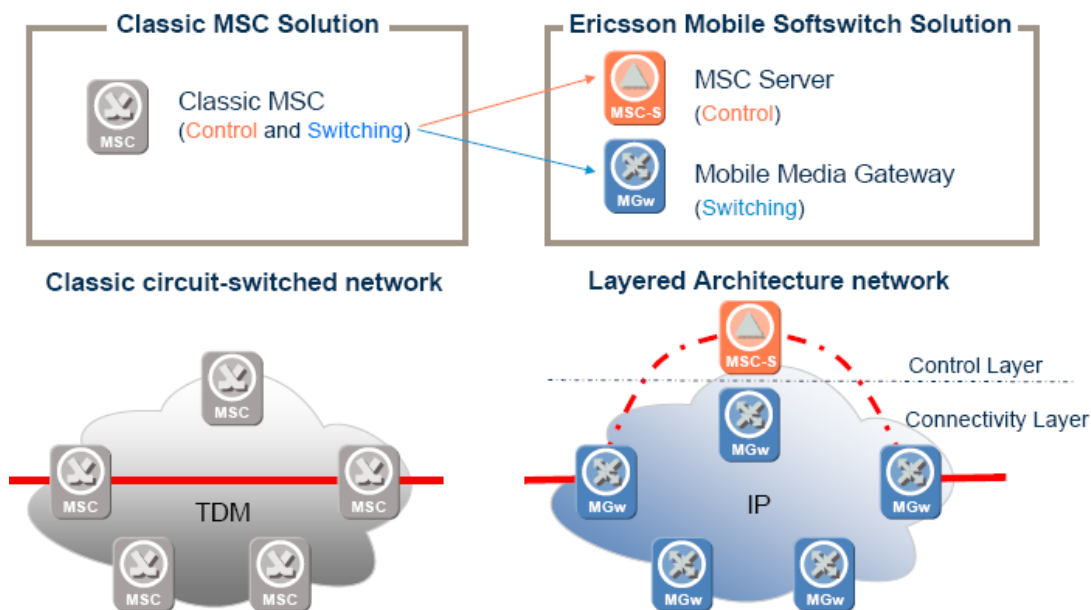 Classic MSC Solution
MSC
Classic MSC
(Control and Switching)
Ericsson Mobile Softswitch Solution
MSC-S
MSC Server
(Control)
MGw
Mobile Media Gateway
(Switching)
Classic circuit-switched network
MSC
MSC
MSC
TDM
MSC
MSC
Layered Architecture network
MSC-S
Control Layer
Connectivity Layer
MGw
MGw
MGw
IP
MGw
MGw